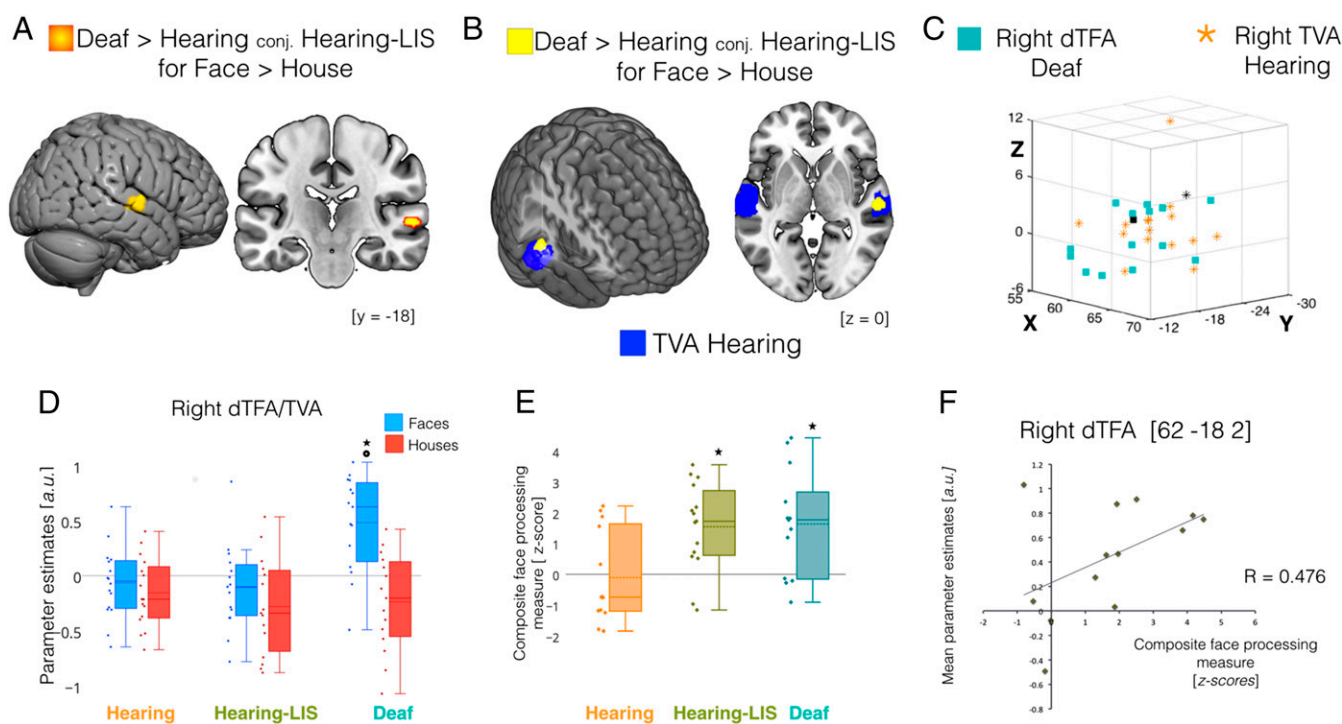 A
Deaf > Hearing conj. Hearing-LIS
for Face > House
[y = -18]
B
Deaf > Hearing conj. Hearing-LIS
for Face > House
[z = 0]
TVA Hearing
C
Right dTFA
Deaf
Right TVA
Hearing
12
Z
6
0
-6
55
60
X
65
70
-12
-18
Y
-24
-30
D
Right dTFA/TVA
Faces
Houses
Parameter estimates [a.u.]
1
0.5
0
-0.5
-1
Hearing
Hearing-LIS
Deaf
E
Composite face processing
measure [ z-score]
4
3
2
1
0
-1
-2
Hearing
Hearing-LIS
Deaf
F
Right dTFA [62 -18 2]
Mean parameter estimates [a.u.]
1.2
1
0.8
0.6
0.4
0.2
0
-0.2
-0.4
-0.6
-0.8
-2 -1 0 1 2 3 4 5 6
R = 0.476
Composite face processing
measure
[z-scores]